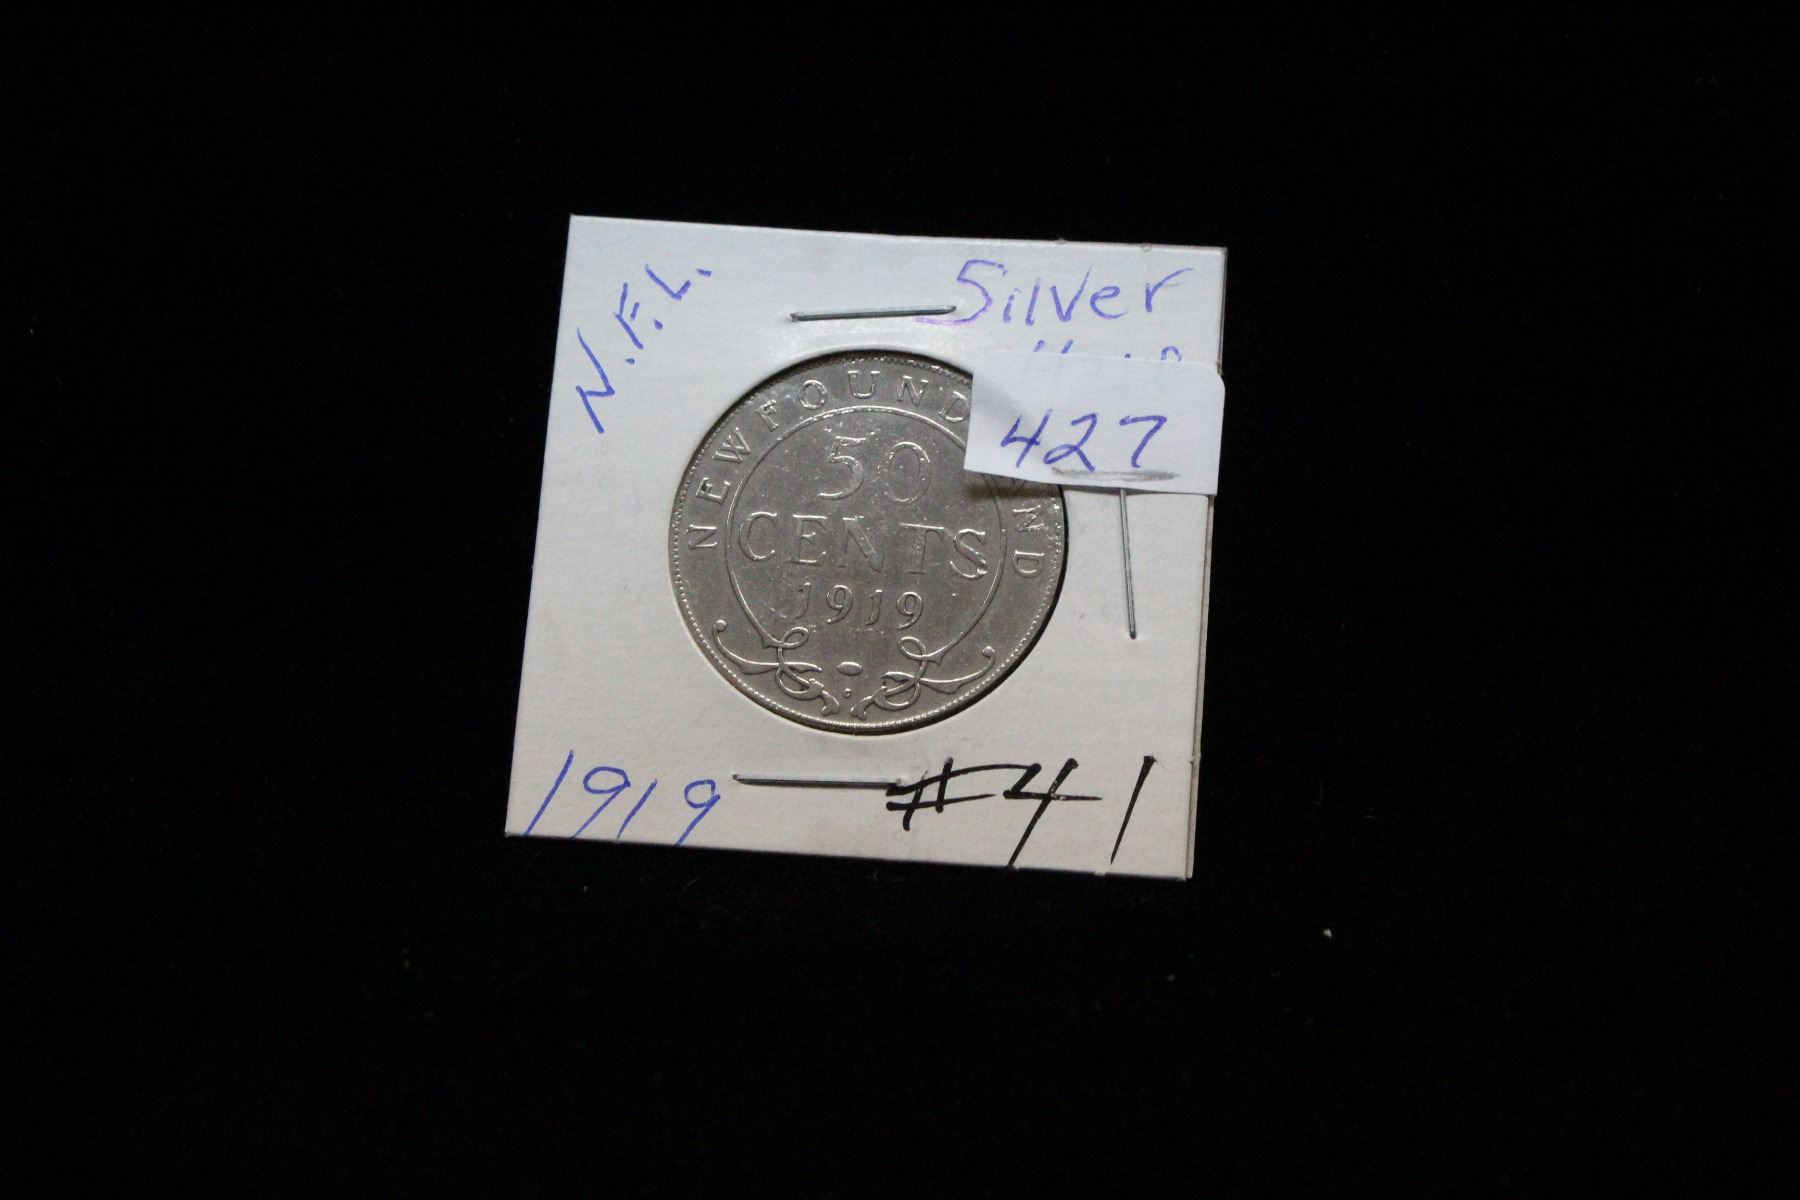 N.F.L.
Silver
427
NEWFOUNDLAND
50
CENTS
1919
1919
#41